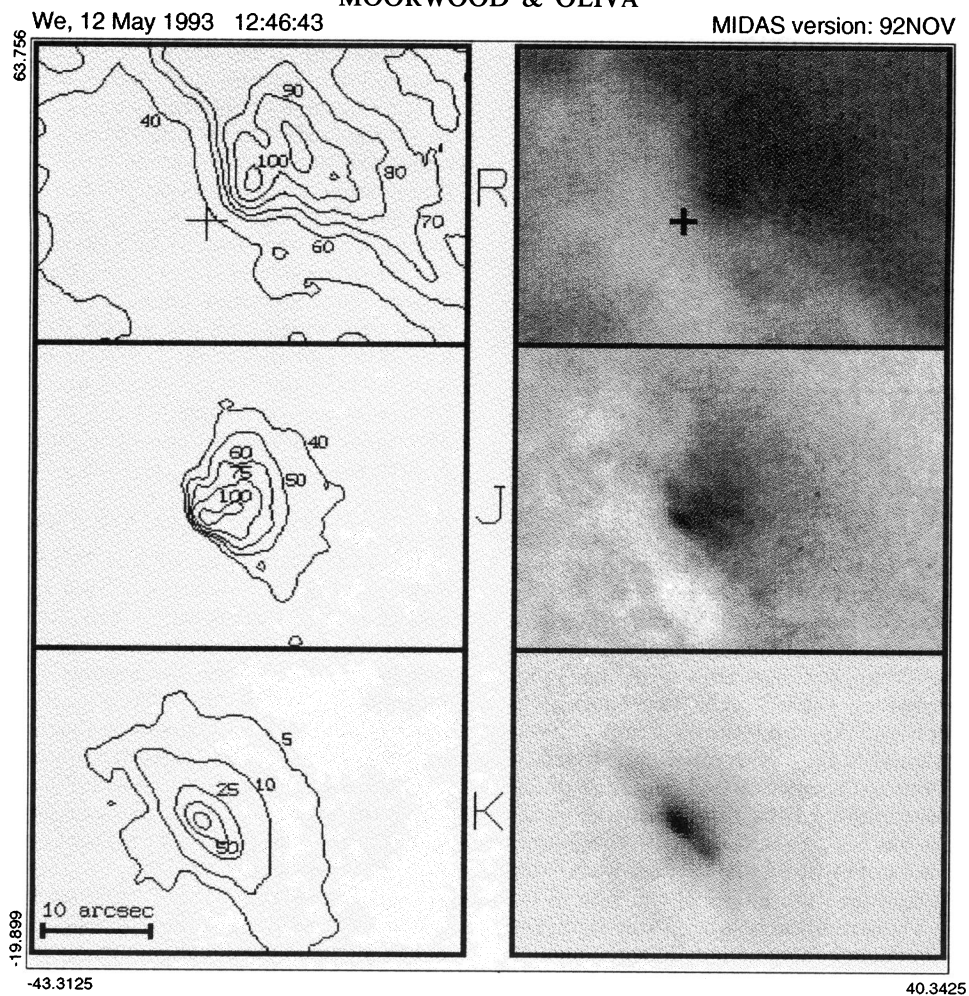 MOORWOOD & OLIVA
We, 12 May 1993 12:46:43
MIDAS version: 92NOV
63.756
40
90
100
80
70
60
R
40
60
75
50
100
J
5
25
10
50
K
10 arcsec
-19.899
-43.3125
40.3425